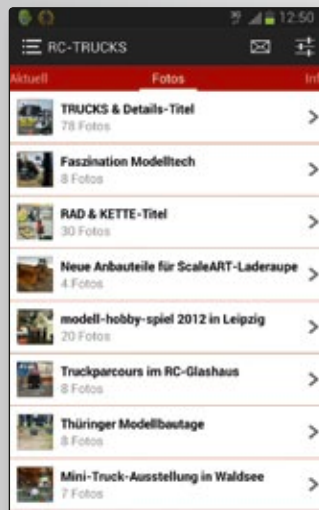 12:50
RC-TRUCKS
Aktuell Fotos Inf
TRUCKS & Details-Titel
78 Fotos
Faszination Modelltech
8 Fotos
RAD & KETTE-Titel
30 Fotos
Neue Anbauteile für ScaleART-Laderaupe
4 Fotos
modell-hobby-spiel 2012 in Leipzig
20 Fotos
Truckparcours im RC-Glashaus
8 Fotos
Thüringer Modellbautage
8 Fotos
Mini-Truck-Ausstellung in Waldsee
7 Fotos